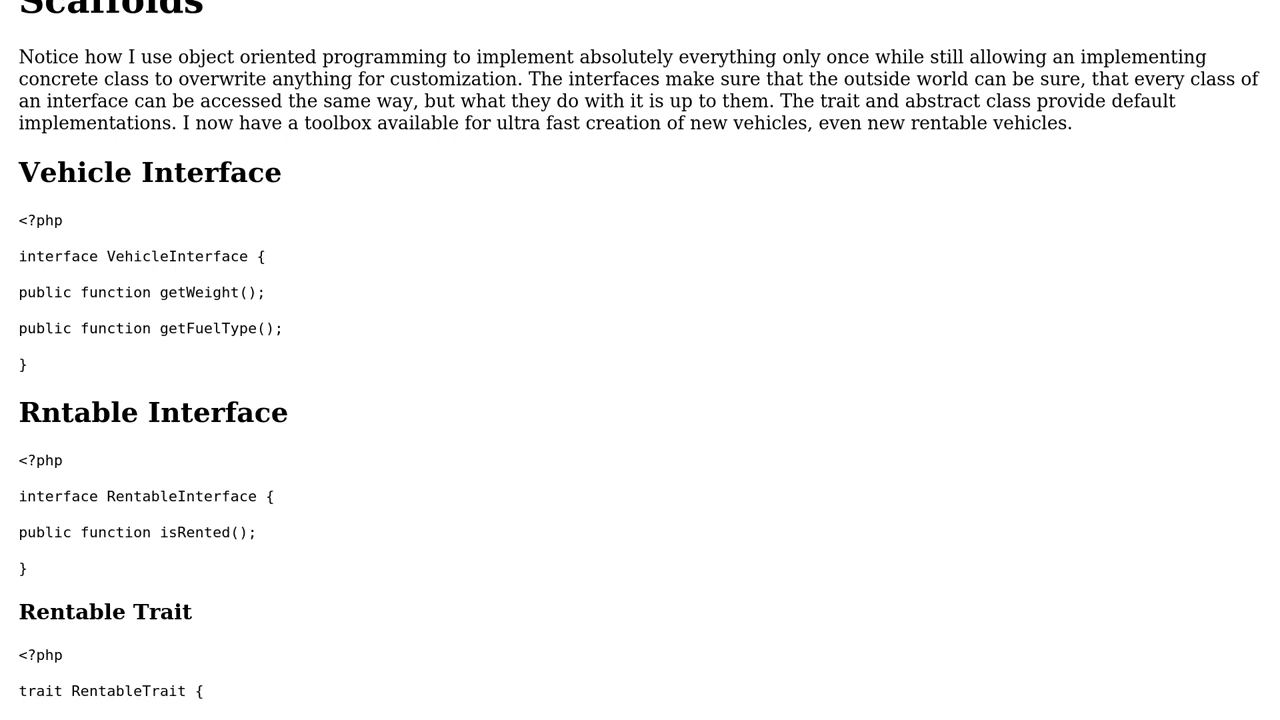 Scaffolds
Notice how I use object oriented programming to implement absolutely everything only once while still allowing an implementing
concrete class to overwrite anything for customization. The interfaces make sure that the outside world can be sure, that every class of
an interface can be accessed the same way, but what they do with it is up to them. The trait and abstract class provide default
implementations. I now have a toolbox available for ultra fast creation of new vehicles, even new rentable vehicles.
Vehicle Interface
<?php
interface VehicleInterface {
public function getWeight();
public function getFuelType();
}
Rntable Interface
<?php
interface RentableInterface {
public function isRented();
}
Rentable Trait
<?php
trait RentableTrait {